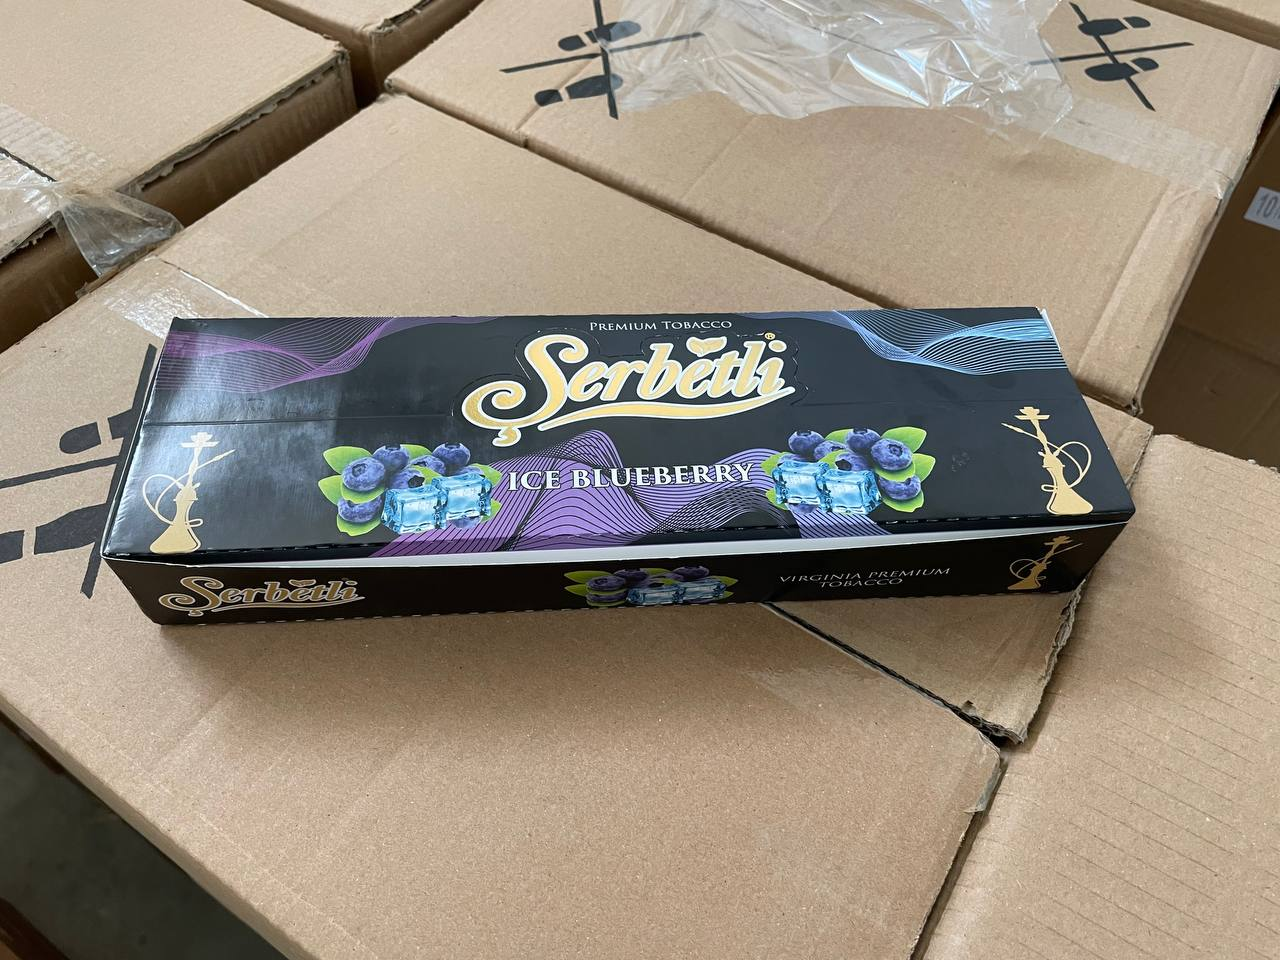 PREMIUM TOBACCO
Şerbetli®
ICE BLUEBERRY
Şerbetli
VIRGINIA PREMIUM
TOBACCO